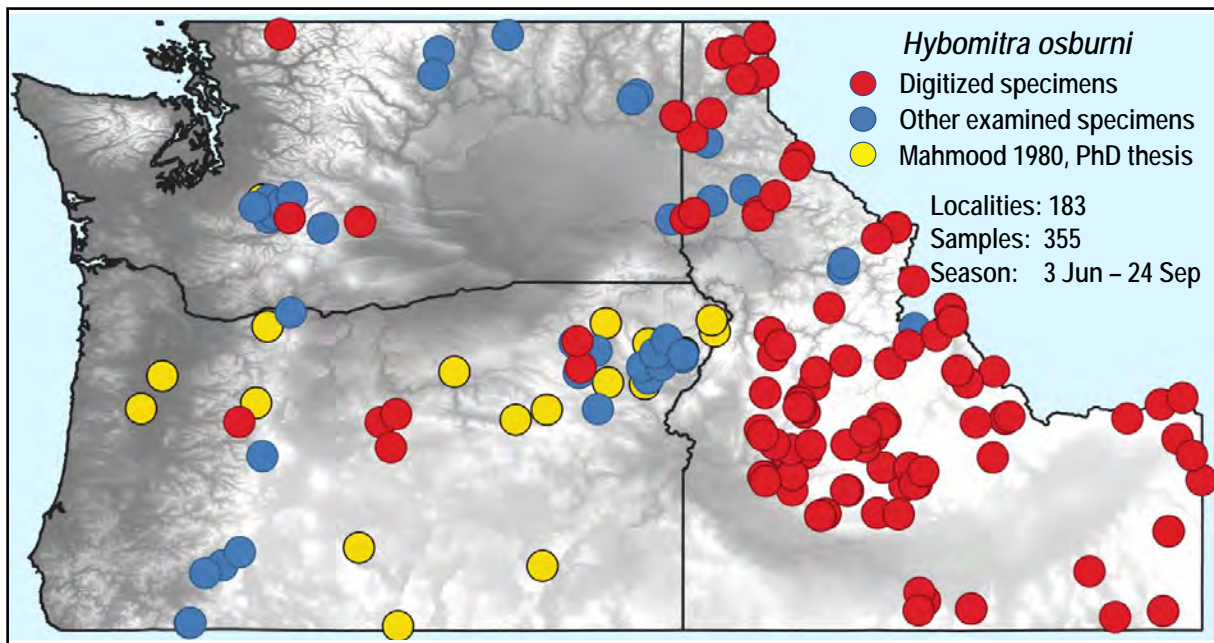 Hybomitra osburni
Digitized specimens
Other examined specimens
Mahmood 1980, PhD thesis
Localities: 183
Samples: 355
Season: 3 Jun – 24 Sep